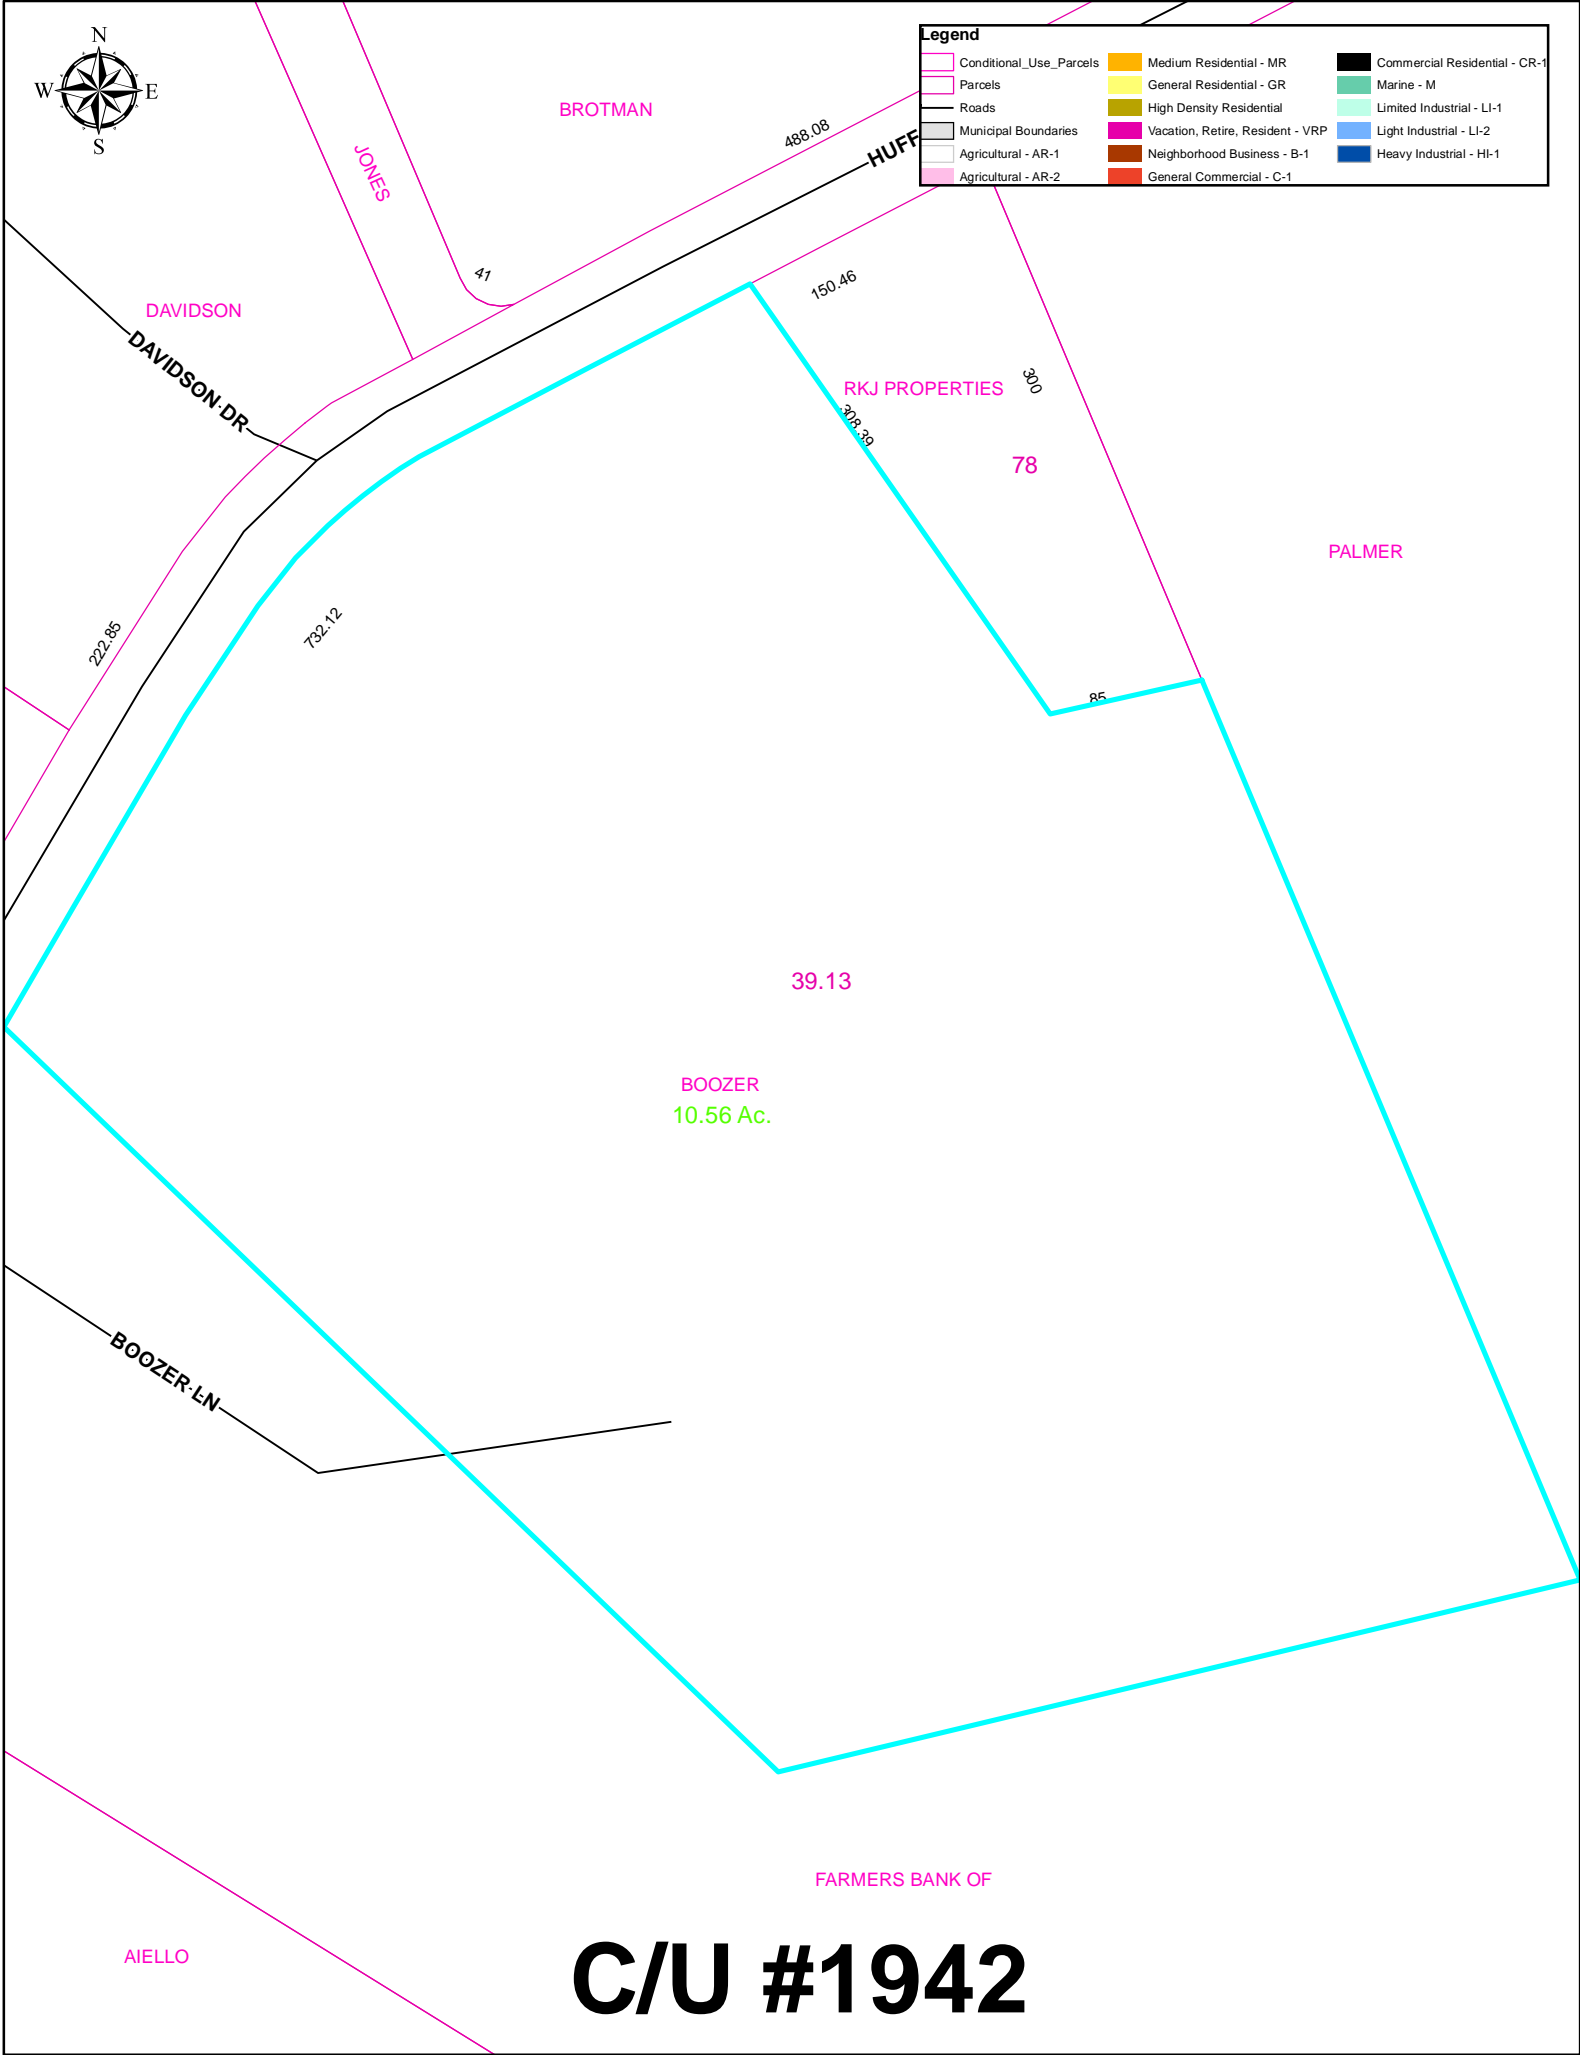 N
W E
S
Legend
Conditional_Use_Parcels
Parcels
Roads
Municipal Boundaries
Agricultural - AR-1
Agricultural - AR-2
Medium Residential - MR
General Residential - GR
High Density Residential
Vacation, Retire, Resident - VRP
Neighborhood Business - B-1
General Commercial - C-1
Commercial Residential - CR-1
Marine - M
Limited Industrial - LI-1
Light Industrial - LI-2
Heavy Industrial - HI-1
BROTMAN
488.08
HUFF
JONES
41
150.46
DAVIDSON
DAVIDSON DR
RKJ PROPERTIES
300
308.39
78
PALMER
222.85
732.12
85
39.13
BOOZER
10.56 Ac.
BOOZER LN
FARMERS BANK OF
AIELLO
C/U #1942